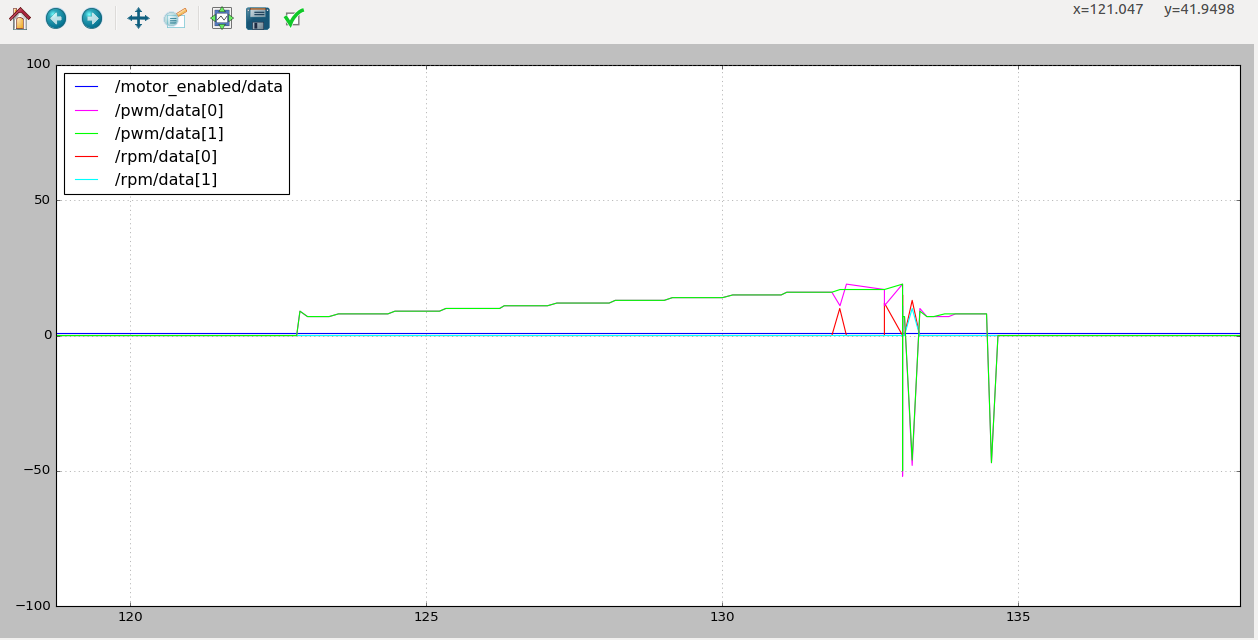 x=121.047 y=41.9498
100
/motor_enabled/data
/pwm/data[0]
/pwm/data[1]
/rpm/data[0]
/rpm/data[1]
50
0
−50
−100
120 125 130 135